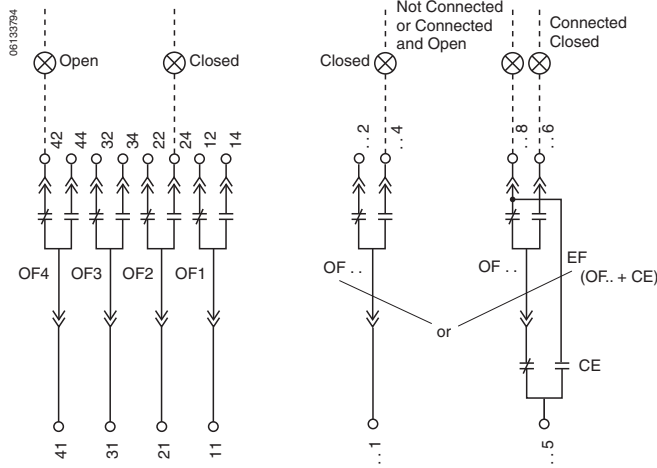 06133794
Open
Closed
Closed
Not Connected
or Connected
and Open
Connected
Closed
42
44
32
34
22
24
12
14
. . 2
. . 4
. . 8
. . 6
OF4
OF3
OF2
OF1
OF . .
OF . .
EF
(OF.. + CE)
or
CE
41
31
21
11
. . 1
. . 5